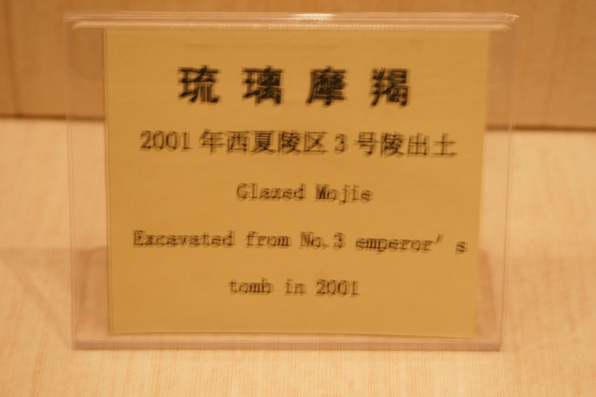 琉璃摩羯
2001年西夏陵区3号陵出土
Glazed Mojie
Excavated from No.3 emperor's
tomb in 2001